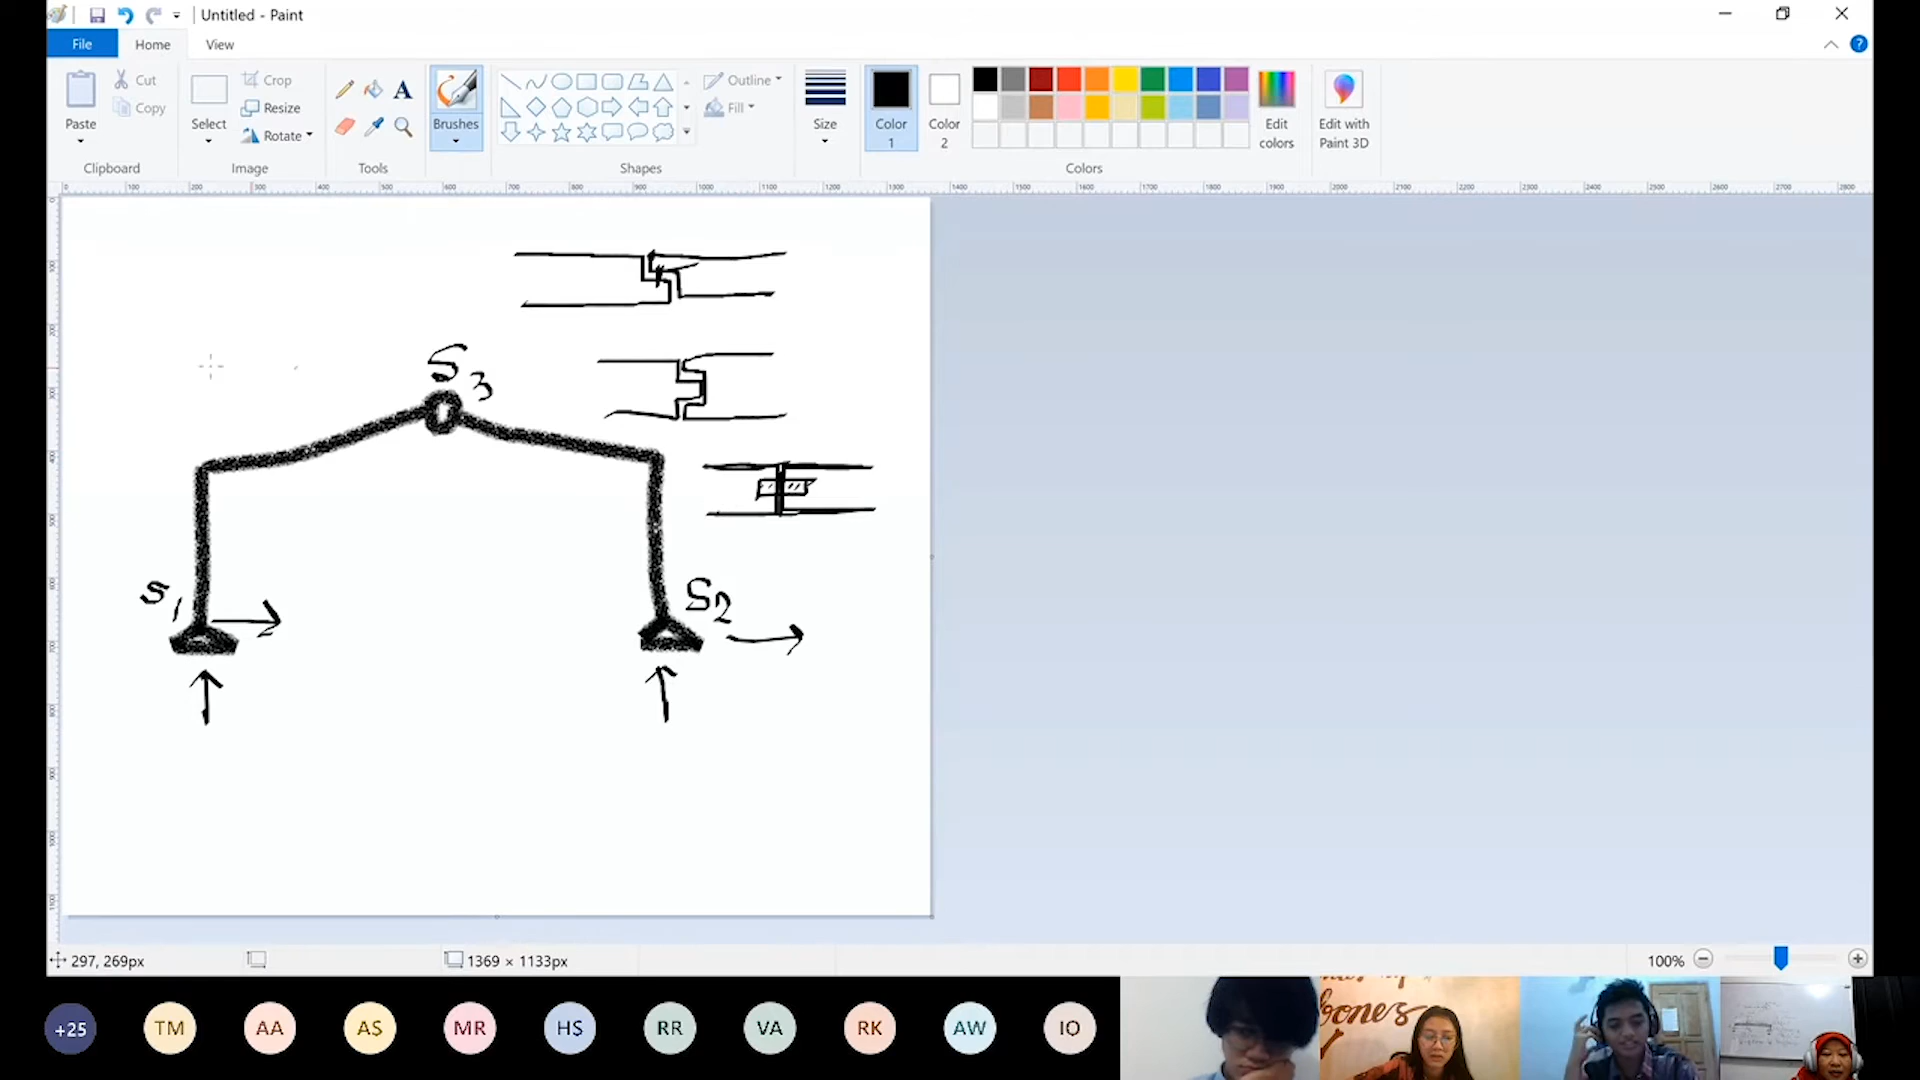 Untitled - Paint
File Home View
Paste
Cut
Copy
Clipboard
Select
Crop
Resize
Rotate
Image
Tools
Brushes
Shapes
Outline
Fill
Size
Color
1
Color
2
Colors
Edit
colors
Edit with
Paint 3D
S3
S1
S2
297, 269px
1369 × 1133px
100%
+25 TM AA AS MR HS RR VA RK AW IO
bones